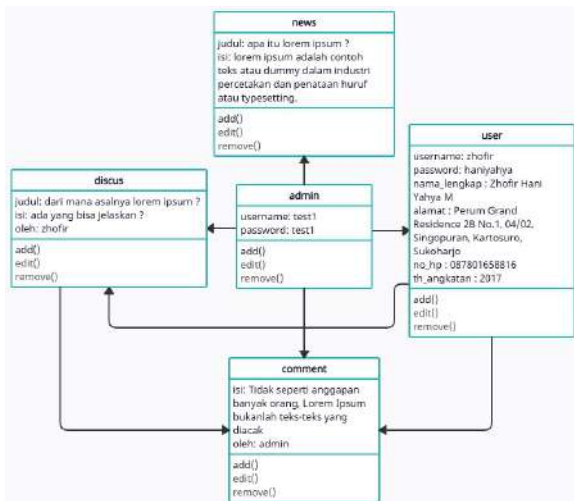 news
judul: apa itu lorem ipsum ?
isi: lorem ipsum adalah contoh
teks atau dummy dalam industri
percetakan dan penataan huruf
atau typesetting.
add()
edit()
remove()
discus
judul: dari mana asalnya lorem ipsum ?
isi: ada yang bisa jelaskan ?
oleh: zhofir
add()
edit()
remove()
admin
username: test1
password: test1
add()
edit()
remove()
user
username: zhofir
password: haniyahya
nama_lengkap : Zhofir Hani
Yahya M
alamat : Perum Grand
Residence 2B No.1, 04/02,
Singopuran, Kartosuro,
Sukoharjo
no_hp : 087801658816
th_angkatan : 2017
add()
edit()
remove()
comment
isi: Tidak seperti anggapan
banyak orang, Lorem Ipsum
bukanlah teks-teks yang
diacak
oleh: admin
add()
edit()
remove()